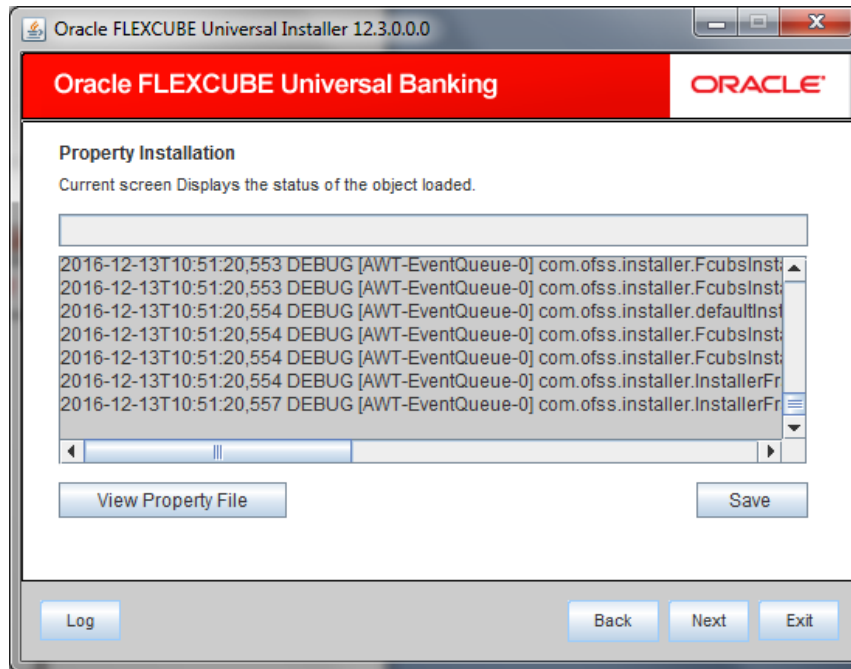 Oracle FLEXCUBE Universal Installer 12.3.0.0.0
Oracle FLEXCUBE Universal Banking
ORACLE
Property Installation
Current screen Displays the status of the object loaded.
2016-12-13T10:51:20,553 DEBUG [AWT-EventQueue-0] com.ofss.installer.FcubsInst
2016-12-13T10:51:20,553 DEBUG [AWT-EventQueue-0] com.ofss.installer.FcubsInst
2016-12-13T10:51:20,554 DEBUG [AWT-EventQueue-0] com.ofss.installer.defaultInst
2016-12-13T10:51:20,554 DEBUG [AWT-EventQueue-0] com.ofss.installer.FcubsInst
2016-12-13T10:51:20,554 DEBUG [AWT-EventQueue-0] com.ofss.installer.FcubsInst
2016-12-13T10:51:20,554 DEBUG [AWT-EventQueue-0] com.ofss.installer.InstallerFr
2016-12-13T10:51:20,557 DEBUG [AWT-EventQueue-0] com.ofss.installer.InstallerFr
View Property File
Save
Log
Back
Next
Exit